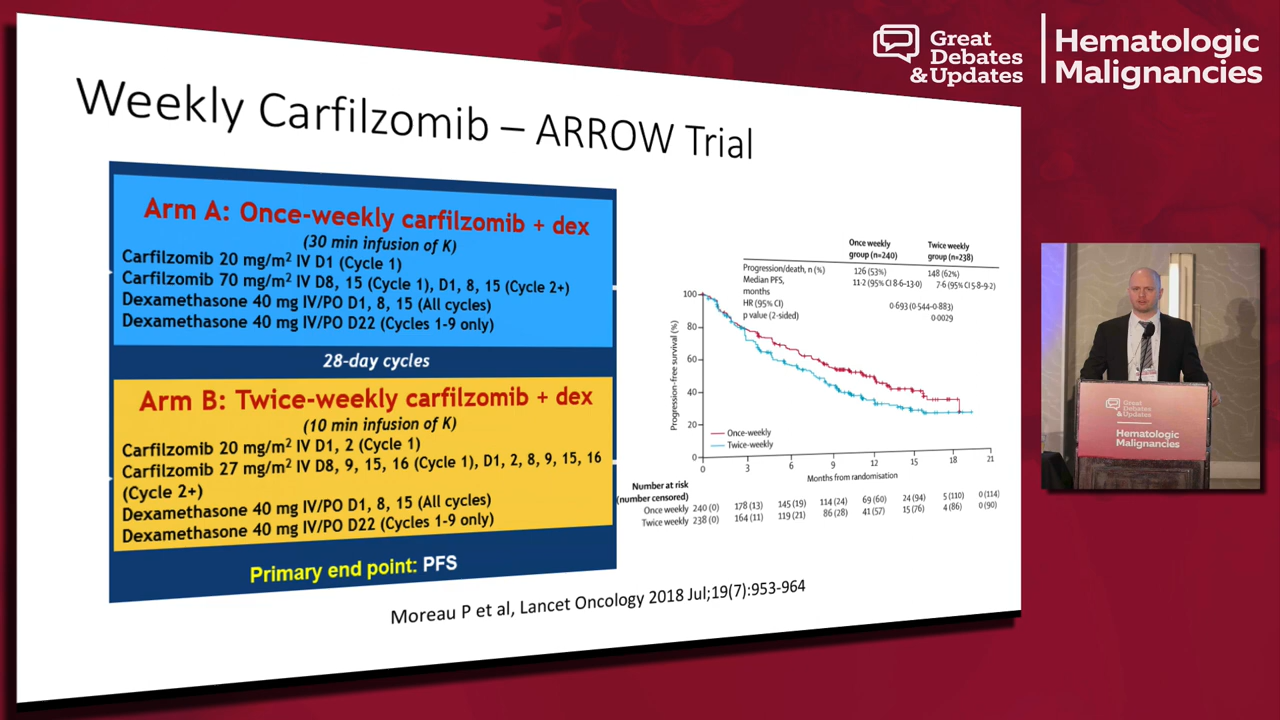 Great
Debates
&Updates
Hematologic
Malignancies
Weekly Carfilzomib – ARROW Trial
Arm A: Once-weekly carfilzomib + dex
(30 min infusion of K)
Carfilzomib 20 mg/m² IV D1 (Cycle 1)
Carfilzomib 70 mg/m² IV D8, 15 (Cycle 1), D1, 8, 15 (Cycle 2+)
Dexamethasone 40 mg IV/PO D1, 8, 15 (All cycles)
Dexamethasone 40 mg IV/PO D22 (Cycles 1-9 only)
28-day cycles
Arm B: Twice-weekly carfilzomib + dex
(10 min infusion of K)
Carfilzomib 20 mg/m² IV D1, 2 (Cycle 1)
Carfilzomib 27 mg/m² IV D8, 9, 15, 16 (Cycle 1), D1, 2, 8, 9, 15, 16
(Cycle 2+)
Dexamethasone 40 mg IV/PO D1, 8, 15 (All cycles)
Dexamethasone 40 mg IV/PO D22 (Cycles 1-9 only)
Primary end point: PFS
Once weekly Twice weekly
group (n=240) group (n=238)
Progression/death, n (%) 126 (53%) 148 (62%)
Median PFS, 11·2 (95% CI 8·6-13·0) 7·6 (95% CI 5·8-9·2)
months
HR (95% CI) 0·693 (0·544-0·883)
p value (2-sided) 0·0029
Progression-free survival (%)
100
80
60
40
20
0
Once-weekly
Twice-weekly
0 3 6 9 12 15 18 21
Months from randomisation
Number at risk
(number censored)
Once weekly 240 (0) 178 (13) 145 (19) 114 (24) 69 (60) 24 (94) 5 (110) 0 (114)
Twice weekly 238 (0) 164 (11) 119 (21) 86 (28) 41 (57) 15 (76) 4 (86) 0 (90)
Moreau P et al, Lancet Oncology 2018 Jul;19(7):953-964
Great
Debates
&Updates
Hematologic
Malignancies